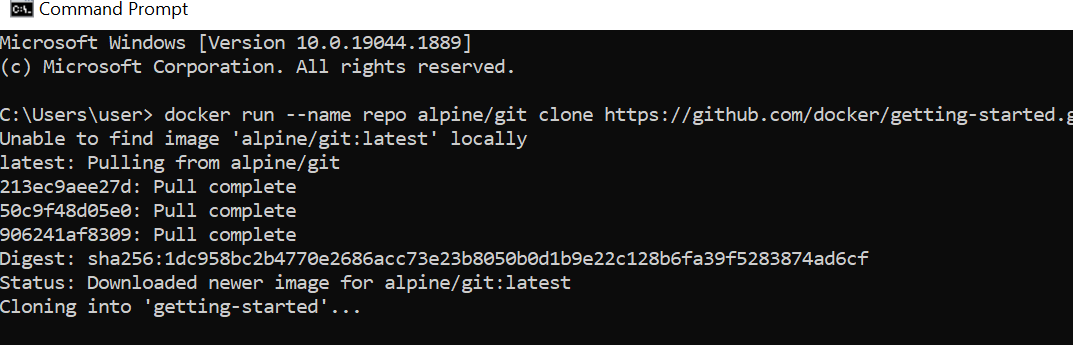 Command Prompt
Microsoft Windows [Version 10.0.19044.1889]
(c) Microsoft Corporation. All rights reserved.
C:\Users\user> docker run --name repo alpine/git clone https://github.com/docker/getting-started.g
Unable to find image 'alpine/git:latest' locally
latest: Pulling from alpine/git
213ec9aee27d: Pull complete
50c9f48d05e0: Pull complete
906241af8309: Pull complete
Digest: sha256:1dc958bc2b4770e2686acc73e23b8050b0d1b9e22c128b6fa39f5283874ad6cf
Status: Downloaded newer image for alpine/git:latest
Cloning into 'getting-started'...